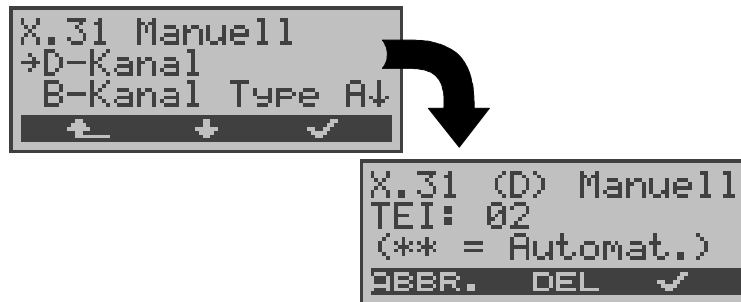 X.31 Manuell
→D-Kanal
B-Kanal Type A↓
X.31 (D) Manuell
TEI: 02
(** = Automat.)
ABBR. DEL ✓